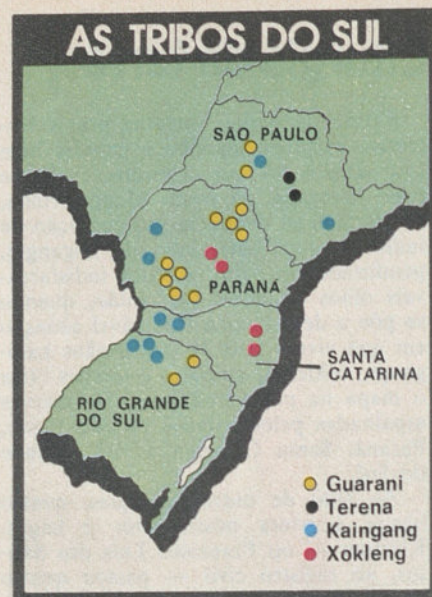 AS TRIBOS DO SUL
SÃO PAULO
PARANÁ
SANTA
CATARINA
RIO GRANDE
DO SUL
Guarani
Terena
Kaingang
Xokleng